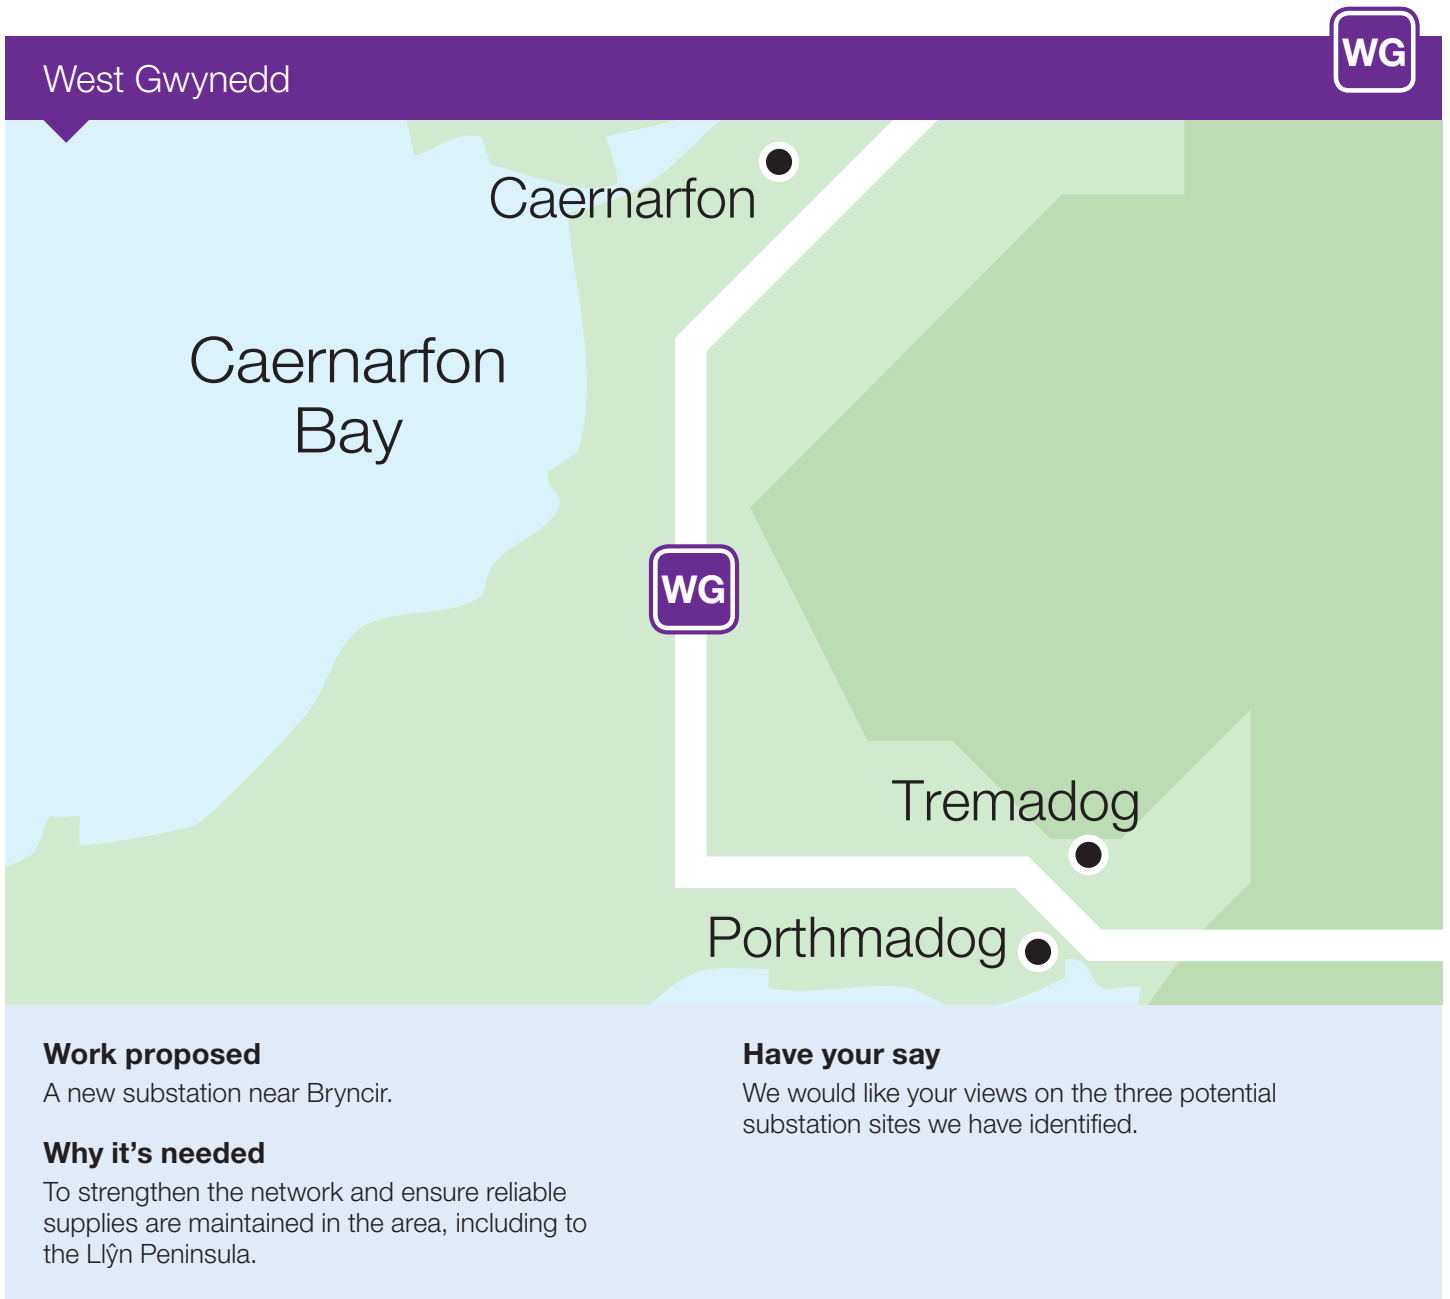 WG
West Gwynedd
Caernarfon
Caernarfon
Bay
WG
Tremadog
Porthmadog
Work proposed
A new substation near Bryncir.
Why it’s needed
To strengthen the network and ensure reliable
supplies are maintained in the area, including to
the Llŷn Peninsula.
Have your say
We would like your views on the three potential
substation sites we have identified.